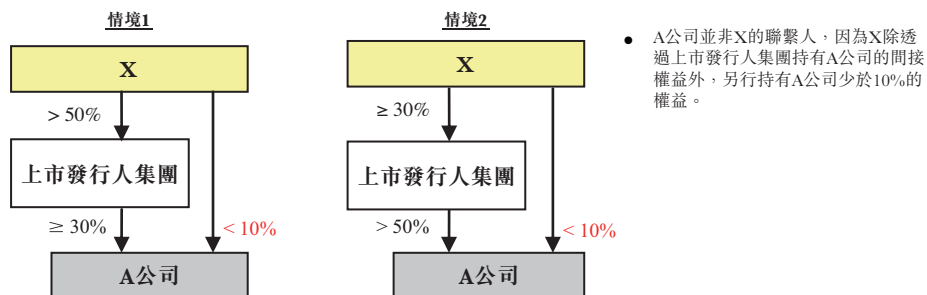 情境1
X
> 50%
上市發行人集團
≥ 30%
< 10%
A公司
情境2
X
≥ 30%
上市發行人集團
> 50%
< 10%
A公司
● A公司並非X的聯繫人，因為X除透
過上市發行人集團持有A公司的間接
權益外，另行持有A公司少於10%的
權益。